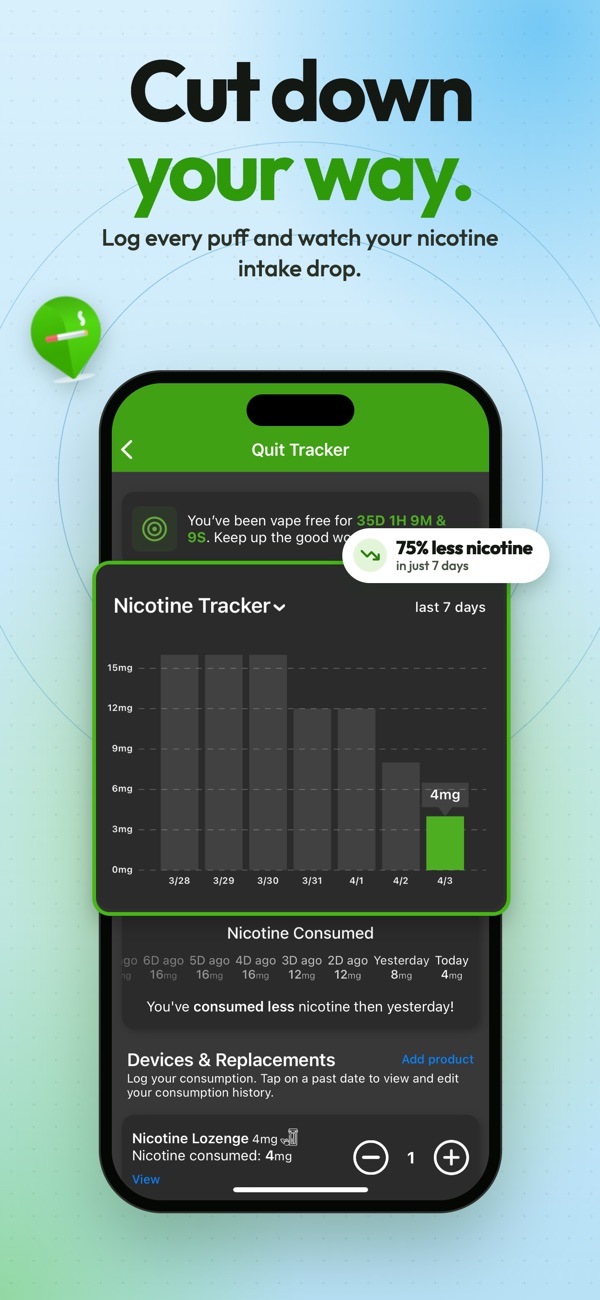 Cut down
your way.
Log every puff and watch your nicotine
intake drop.
Quit Tracker
You've been vape free for 35D 1H 9M &
9S. Keep up the good
75% less nicotine
in just 7 days
Nicotine Tracker
last 7 days
15mg
12mg
9mg
6mg
3mg
0mg
4mg
3/28 3/29 3/30 3/31 4/1 4/2 4/3
Nicotine Consumed
ago 6D ago 5D ago 4D ago 3D ago 2D ago Yesterday Today
16mg 16mg 16mg 12mg 12mg 8mg 4mg
You've consumed less nicotine then yesterday!
Devices & Replacements
Add product
Log your consumption. Tap on a past date to view and edit
your consumption history.
Nicotine Lozenge 4mg
Nicotine consumed: 4mg
1
View